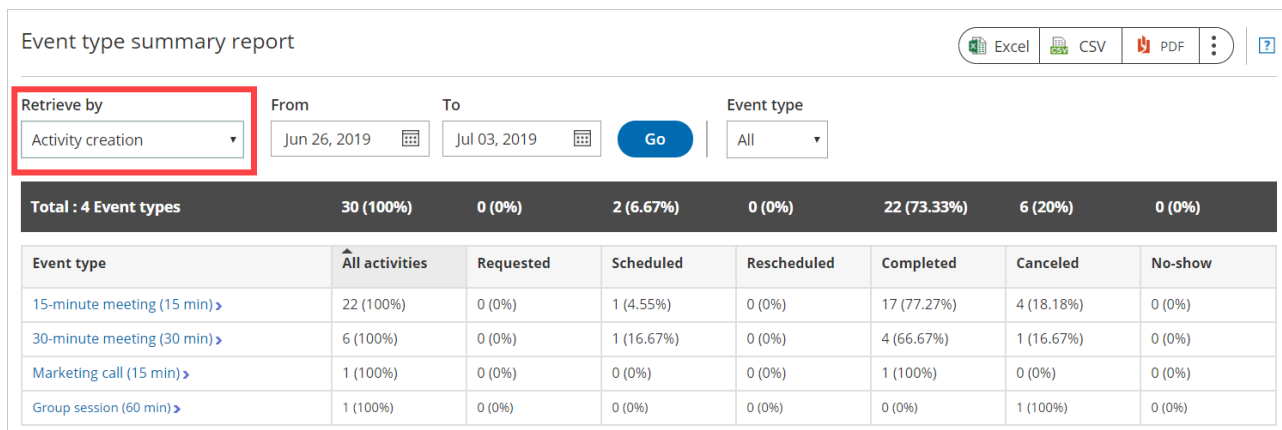 Event type summary report
Excel CSV PDF ?
Retrieve by From To Event type
Activity creation Jun 26, 2019 Jul 03, 2019 Go All
Total : 4 Event types 30 (100%) 0 (0%) 2 (6.67%) 0 (0%) 22 (73.33%) 6 (20%) 0 (0%)
Event type All activities Requested Scheduled Rescheduled Completed Canceled No-show
15-minute meeting (15 min) 22 (100%) 0 (0%) 1 (4.55%) 0 (0%) 17 (77.27%) 4 (18.18%) 0 (0%)
30-minute meeting (30 min) 6 (100%) 0 (0%) 1 (16.67%) 0 (0%) 4 (66.67%) 1 (16.67%) 0 (0%)
Marketing call (15 min) 1 (100%) 0 (0%) 0 (0%) 0 (0%) 1 (100%) 0 (0%) 0 (0%)
Group session (60 min) 1 (100%) 0 (0%) 0 (0%) 0 (0%) 0 (0%) 1 (100%) 0 (0%)